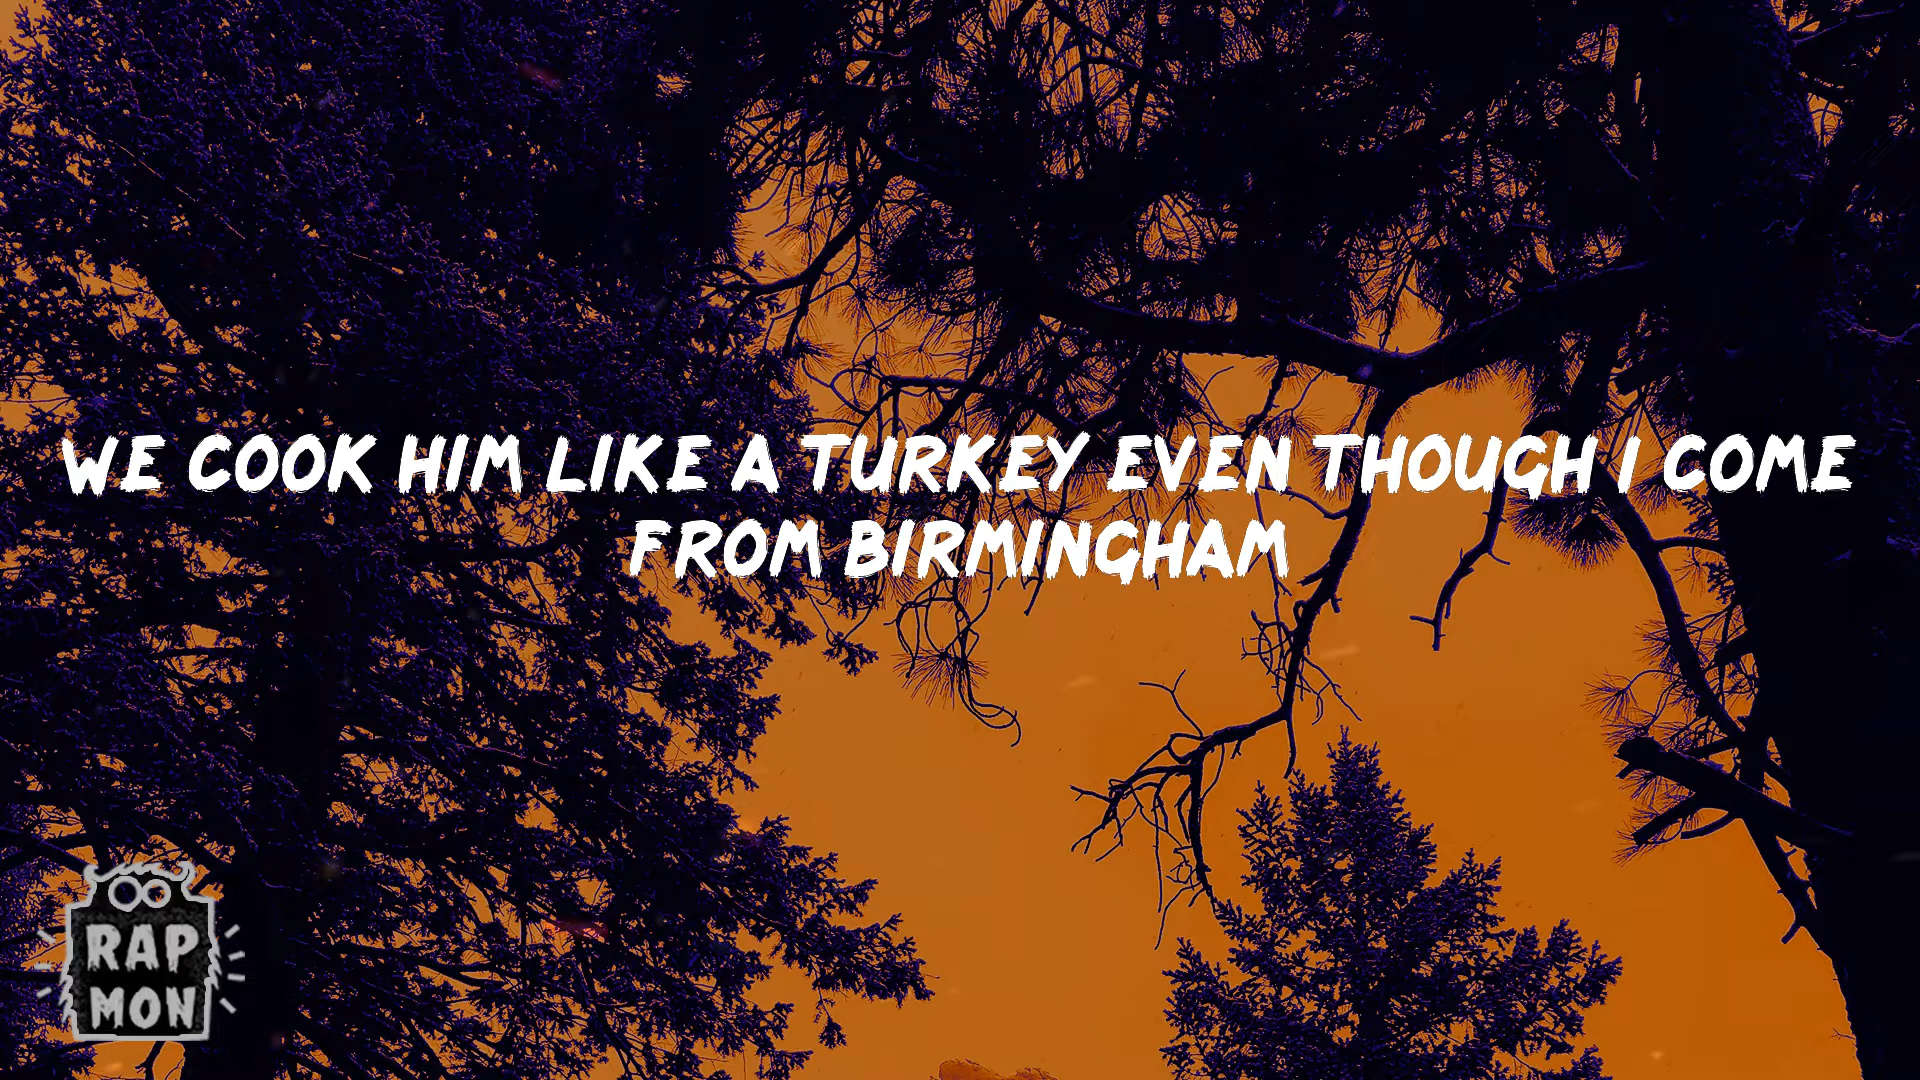 WE COOK HIM LIKE A TURKEY EVEN THOUGH I COME
FROM BIRMINGHAM
RAP
MON